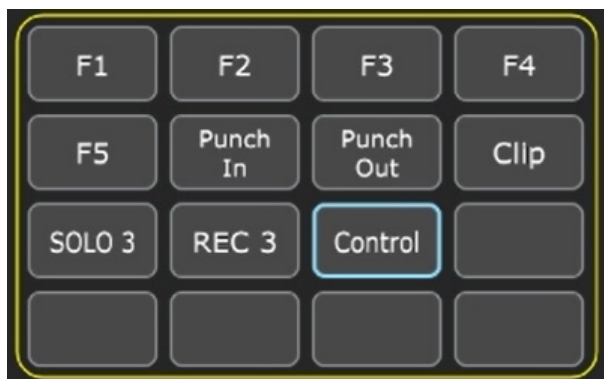 F1 F2 F3 F4
F5 Punch In Punch Out Clip
SOLO 3 REC 3 Control